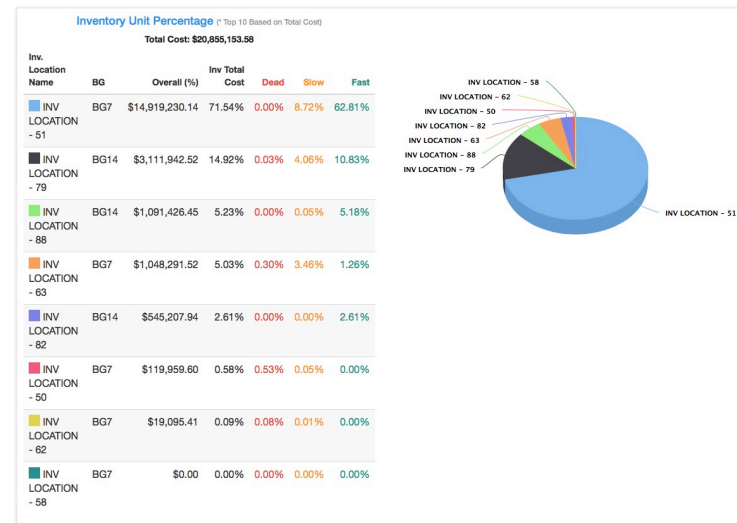 Inventory Unit Percentage (* Top 10 Based on Total Cost)
Total Cost: $20,855,153.58
Inv. Location Name BG Overall (%) Inv Total Cost Dead Slow Fast
INV LOCATION - 51 BG7 $14,919,230.14 71.54% 0.00% 8.72% 62.81%
INV LOCATION - 79 BG14 $3,111,942.52 14.92% 0.03% 4.06% 10.83%
INV LOCATION - 88 BG14 $1,091,426.45 5.23% 0.00% 0.05% 5.18%
INV LOCATION - 63 BG7 $1,048,291.52 5.03% 0.30% 3.46% 1.26%
INV LOCATION - 82 BG14 $545,207.94 2.61% 0.00% 0.00% 2.61%
INV LOCATION - 50 BG7 $119,959.60 0.58% 0.53% 0.05% 0.00%
INV LOCATION - 62 BG7 $19,095.41 0.09% 0.08% 0.01% 0.00%
INV LOCATION - 58 BG7 $0.00 0.00% 0.00% 0.00% 0.00%
INV LOCATION - 58
INV LOCATION - 62
INV LOCATION - 50
INV LOCATION - 82
INV LOCATION - 63
INV LOCATION - 88
INV LOCATION - 79
INV LOCATION - 51